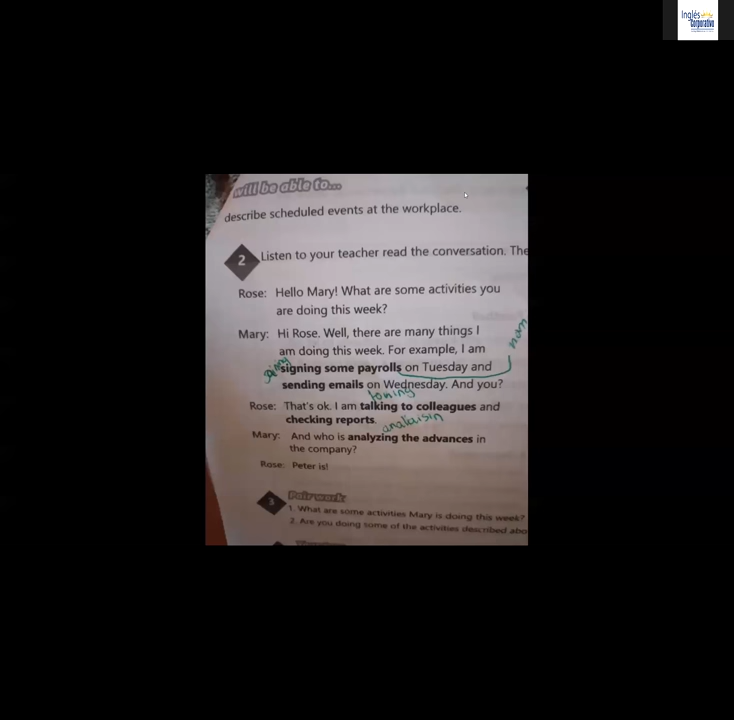 Inglés
corporativo
will be able to...
describe scheduled events at the workplace.
2 Listen to your teacher read the conversation. The
Rose: Hello Mary! What are some activities you
are doing this week?
Mary: Hi Rose. Well, there are many things I
am doing this week. For example, I am
signing some payrolls on Tuesday and
sending emails on Wednesday. And you?
Rose: That's ok. I am talking to colleagues and
checking reports.
analaisin
Mary: And who is analyzing the advances in
the company?
Rose: Peter is!
3 Pair work
1. What are some activities Mary is doing this week?
2. Are you doing some of the activities described abo